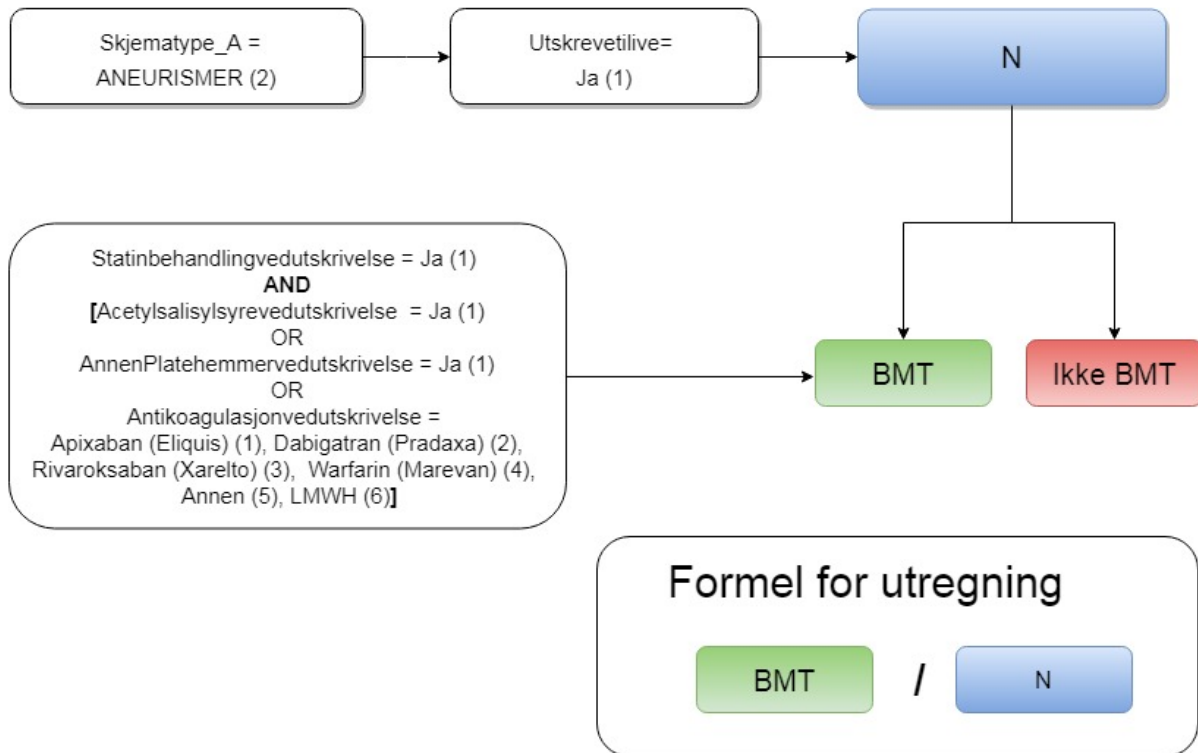 Skjematype_A =
ANEURISMER (2)
Utskrevetilive=
Ja (1)
N
Statinbehandlingvedutskrivelse = Ja (1)
AND
[Acetylsalisylsyrevedutskrivelse = Ja (1)
OR
AnnenPlatehemmervedutskrivelse = Ja (1)
OR
Antikoagulasjonvedutskrivelse =
Apixaban (Eliquis) (1), Dabigatran (Pradaxa) (2),
Rivaroksaban (Xarelto) (3), Warfarin (Marevan) (4),
Annen (5), LMWH (6)]
BMT
Ikke BMT
Formel for utregning
BMT / N